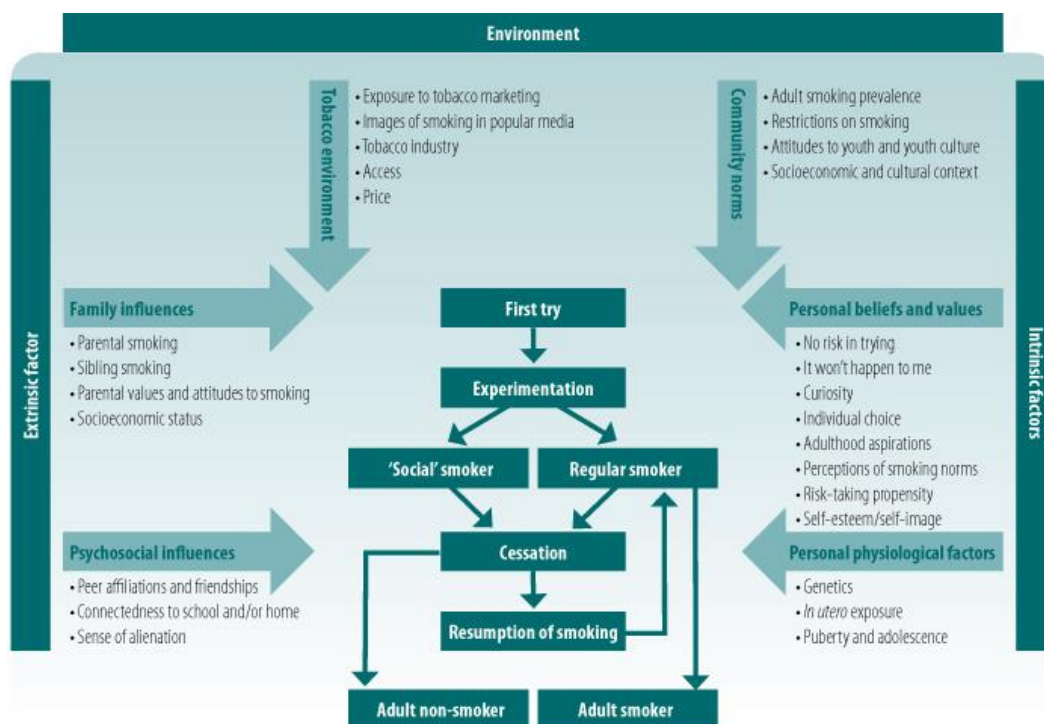 Environment
Tobacco environment
• Exposure to tobacco marketing
• Images of smoking in popular media
• Tobacco industry
• Access
• Price
Community norms
• Adult smoking prevalence
• Restrictions on smoking
• Attitudes to youth and youth culture
• Socioeconomic and cultural context
Extrinsic factor
Family influences
• Parental smoking
• Sibling smoking
• Parental values and attitudes to smoking
• Socioeconomic status
Psychosocial influences
• Peer affiliations and friendships
• Connectedness to school and/or home
• Sense of alienation
First try
Experimentation
‘Social’ smoker
Regular smoker
Cessation
Resumption of smoking
Adult non-smoker
Adult smoker
Personal beliefs and values
• No risk in trying
• It won’t happen to me
• Curiosity
• Individual choice
• Adulthood aspirations
• Perceptions of smoking norms
• Risk-taking propensity
• Self-esteem/self-image
Personal physiological factors
• Genetics
• In utero exposure
• Puberty and adolescence
Intrinsic factors